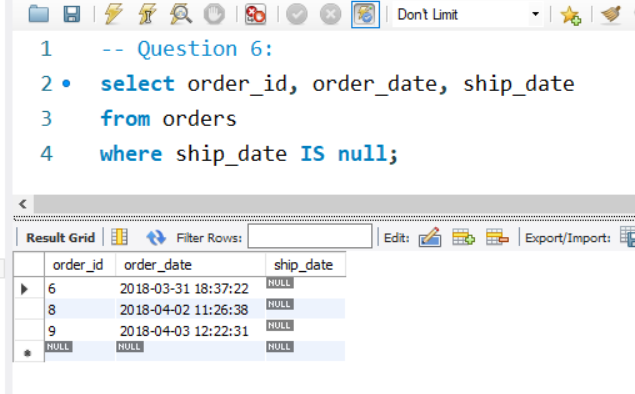 Don't Limit
1 -- Question 6:
2 select order_id, order_date, ship_date
3 from orders
4 where ship_date IS null;
Result Grid Filter Rows: Edit: Export/Import:
order_id order_date ship_date
6 2018-03-31 18:37:22 NULL
8 2018-04-02 11:26:38 NULL
9 2018-04-03 12:22:31 NULL
NULL NULL NULL